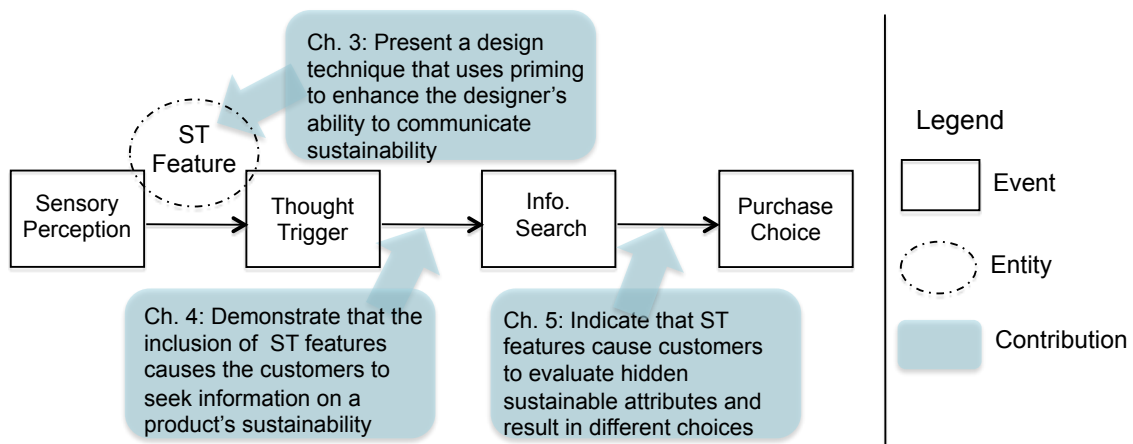 Ch. 3: Present a design
technique that uses priming
to enhance the designer's
ability to communicate
sustainability
ST
Feature
Sensory
Perception
Thought
Trigger
Info.
Search
Purchase
Choice
Ch. 4: Demonstrate that the
inclusion of ST features
causes the customers to
seek information on a
product's sustainability
Ch. 5: Indicate that ST
features cause customers
to evaluate hidden
sustainable attributes and
result in different choices
Legend
Event
Entity
Contribution